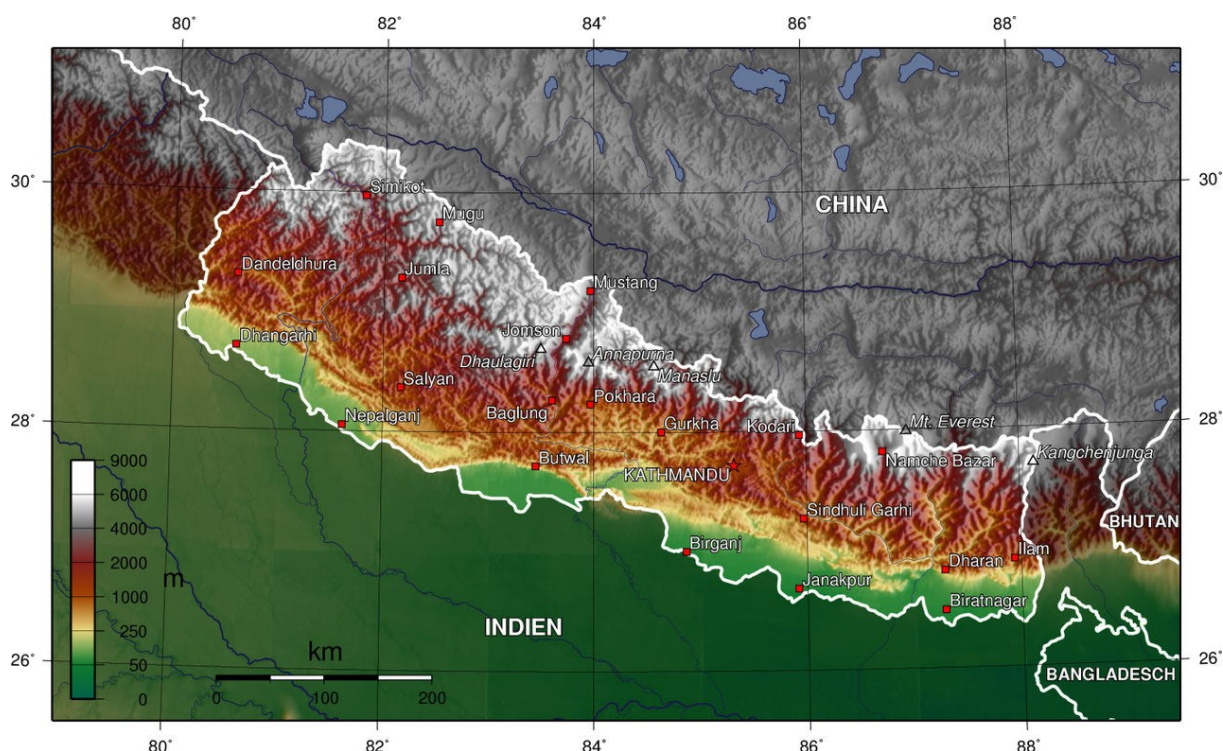 80°
82°
84°
86°
88°
30°
30°
Simikot
CHINA
Mugu
Dandeldhura
Jumla
Mustang
Dhangarhi
Jomson
Dhaulagiri
Annapurna
Manaslu
Salyan
Baglung
Pokhara
28°
28°
Nepalganj
Gurkha
Kodari
Mt. Everest
Butwal
KATHMANDU
Namche Bazar
Kangchenjunga
9000
6000
4000
2000
1000
250
50
0
m
Sindhuli Garhi
BHUTAN
Birganj
Dharan
Ilam
Janakpur
Biratnagar
INDIEN
km
0
100
200
26°
26°
BANGLADESCH
80°
82°
84°
86°
88°